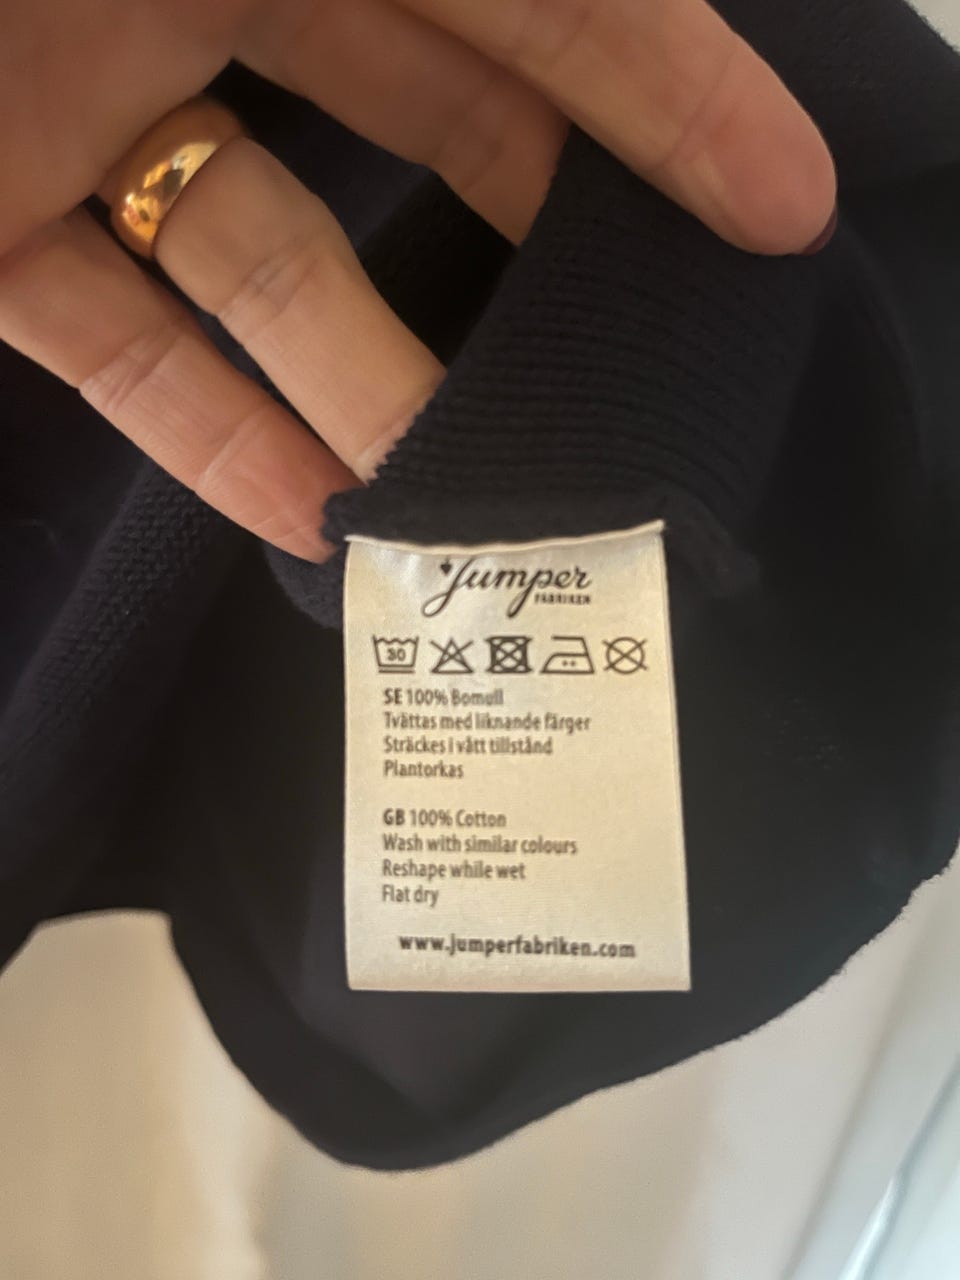 Jumper
FABRIKEN
30
SE 100% Bomull
Tvättas med liknande färger
Sträckes i vått tillstånd
Plantorkas
GB 100% Cotton
Wash with similar colours
Reshape while wet
Flat dry
www.jumperfabriken.com